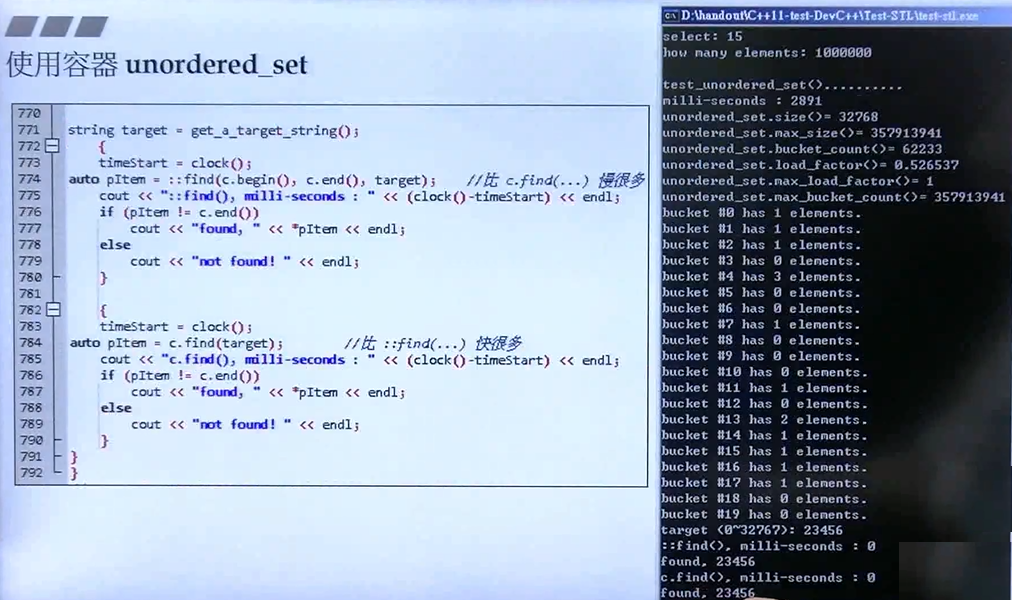 使用容器 unordered_set
770
771 string target = get_a_target_string();
772 {
773 timeStart = clock();
774 auto pItem = ::find(c.begin(), c.end(), target); //比 c.find(...) 慢很多
775 cout << "::find(), milli-seconds : " << (clock()-timeStart) << endl;
776 if (pItem != c.end())
777 cout << "found, " << *pItem << endl;
778 else
779 cout << "not found! " << endl;
780 }
781
782 {
783 timeStart = clock();
784 auto pItem = c.find(target); //比 ::find(...) 快很多
785 cout << "c.find(), milli-seconds : " << (clock()-timeStart) << endl;
786 if (pItem != c.end())
787 cout << "found, " << *pItem << endl;
788 else
789 cout << "not found! " << endl;
790 }
791 }
792 }
D:\handout\C++11-test-DevC++\Test-STL\test-stl.exe
select: 15
how many elements: 1000000
test_unordered_set()..........
milli-seconds : 2891
unordered_set.size()= 32768
unordered_set.max_size()= 357913941
unordered_set.bucket_count()= 62233
unordered_set.load_factor()= 0.526537
unordered_set.max_load_factor()= 1
unordered_set.max_bucket_count()= 357913941
bucket #0 has 1 elements.
bucket #1 has 1 elements.
bucket #2 has 1 elements.
bucket #3 has 0 elements.
bucket #4 has 3 elements.
bucket #5 has 0 elements.
bucket #6 has 0 elements.
bucket #7 has 1 elements.
bucket #8 has 0 elements.
bucket #9 has 0 elements.
bucket #10 has 0 elements.
bucket #11 has 1 elements.
bucket #12 has 0 elements.
bucket #13 has 2 elements.
bucket #14 has 1 elements.
bucket #15 has 1 elements.
bucket #16 has 1 elements.
bucket #17 has 1 elements.
bucket #18 has 0 elements.
bucket #19 has 0 elements.
target (0~32767): 23456
::find(), milli-seconds : 0
found, 23456
c.find(), milli-seconds : 0
found, 23456